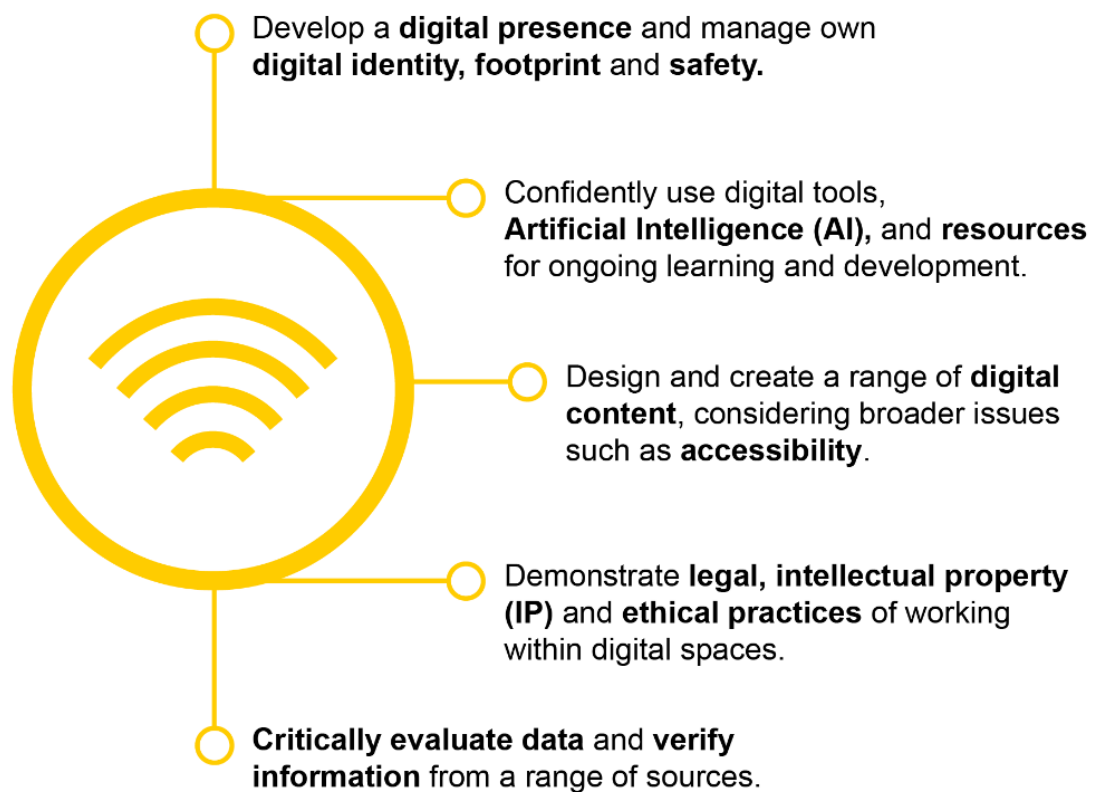 Develop a digital presence and manage own
digital identity, footprint and safety.
Confidently use digital tools,
Artificial Intelligence (AI), and resources
for ongoing learning and development.
Design and create a range of digital
content, considering broader issues
such as accessibility.
Demonstrate legal, intellectual property
(IP) and ethical practices of working
within digital spaces.
Critically evaluate data and verify
information from a range of sources.